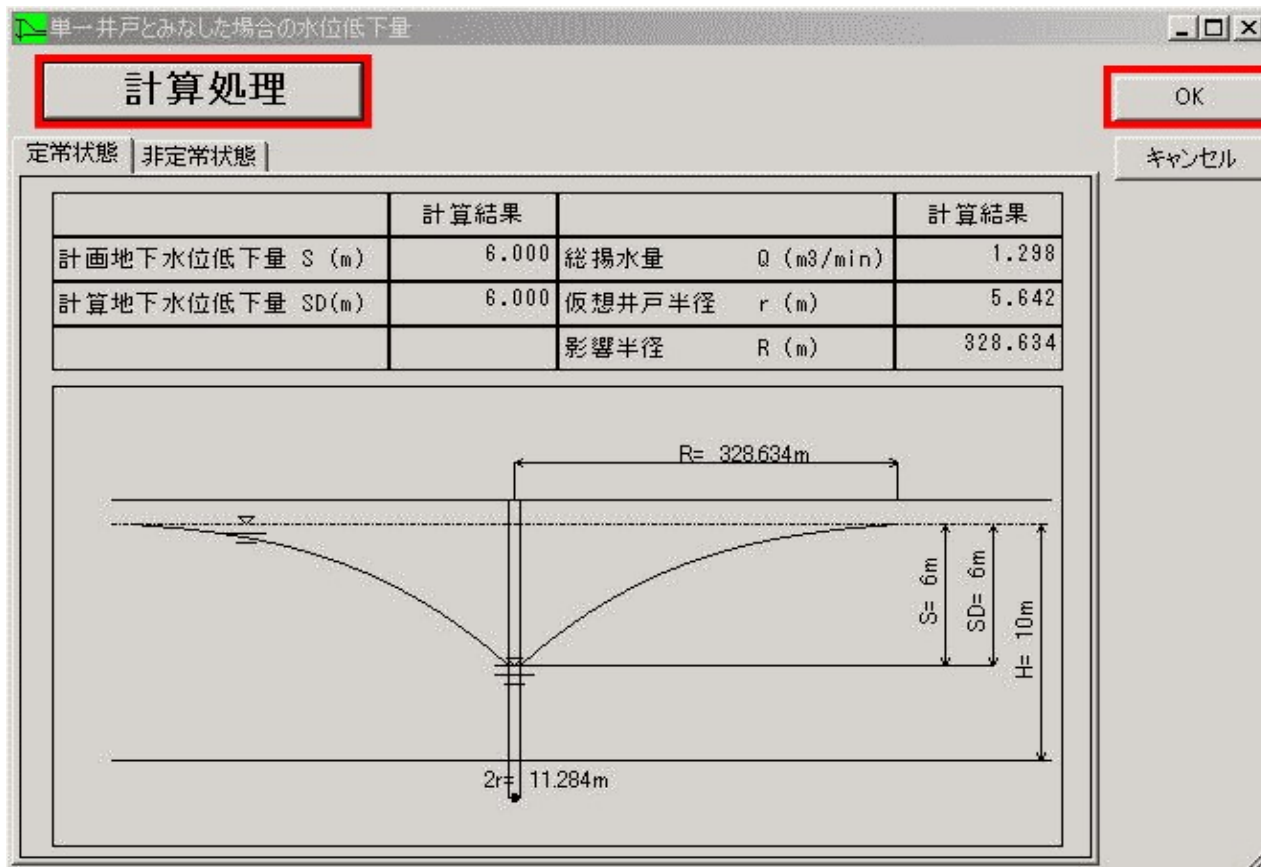 単一井戸とみなした場合の水位低下量
計算処理
OK
キャンセル
定常状態 非定常状態
計算結果 計算結果
計画地下水位低下量 S (m) 6.000 総揚水量 Q (m3/min) 1.298
計算地下水位低下量 SD(m) 6.000 仮想井戸半径 r (m) 5.642
影響半径 R (m) 328.634
R= 328.634m
S= 6m
SD= 6m
H= 10m
2r= 11.284m